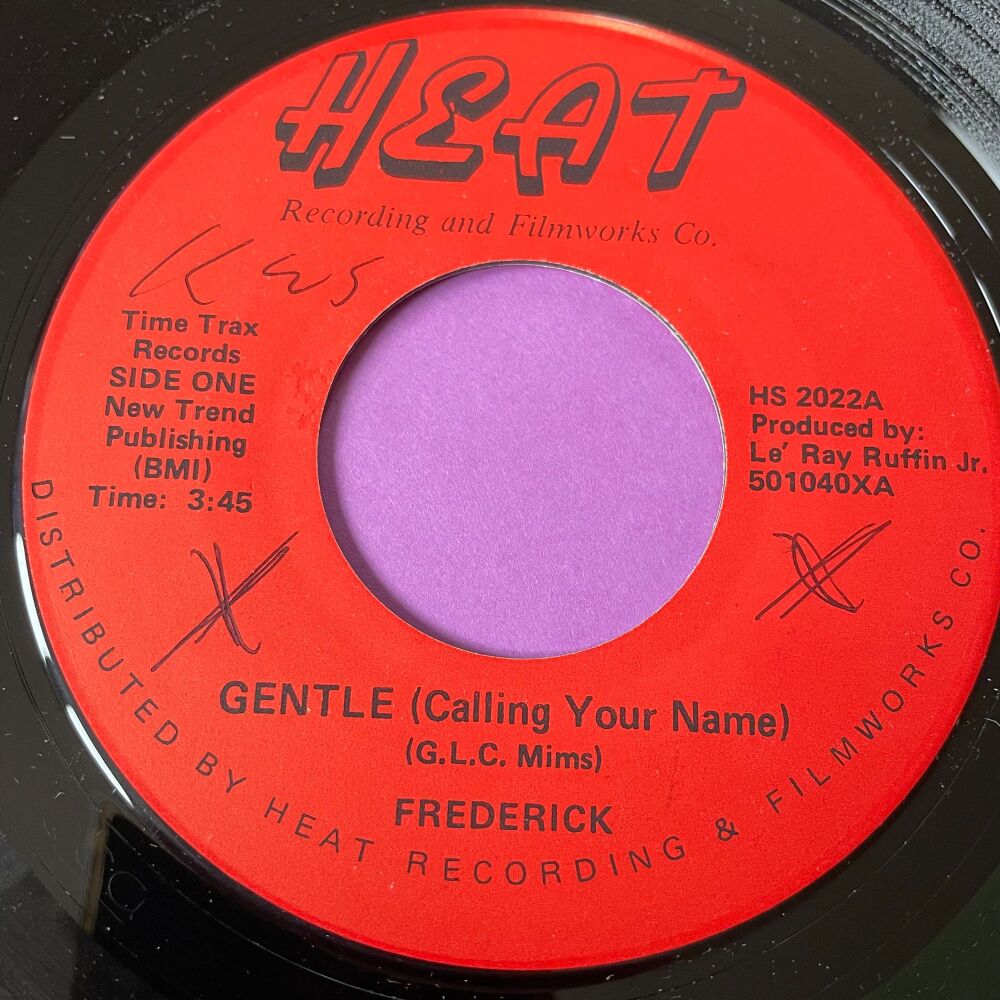 HEAT
Recording and Filmworks Co.
Time Trax
Records
SIDE ONE
New Trend
Publishing
(BMI)
Time: 3:45
HS 2022A
Produced by:
Le' Ray Ruffin Jr.
501040XA
X
X
GENTLE (Calling Your Name)
(G.L.C. Mims)
FREDERICK
DISTRIBUTED BY HEAT RECORDING & FILMWORKS CO.